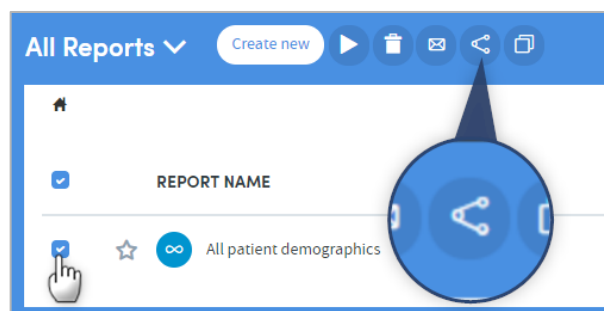 All Reports
Create new
REPORT NAME
All patient demographics